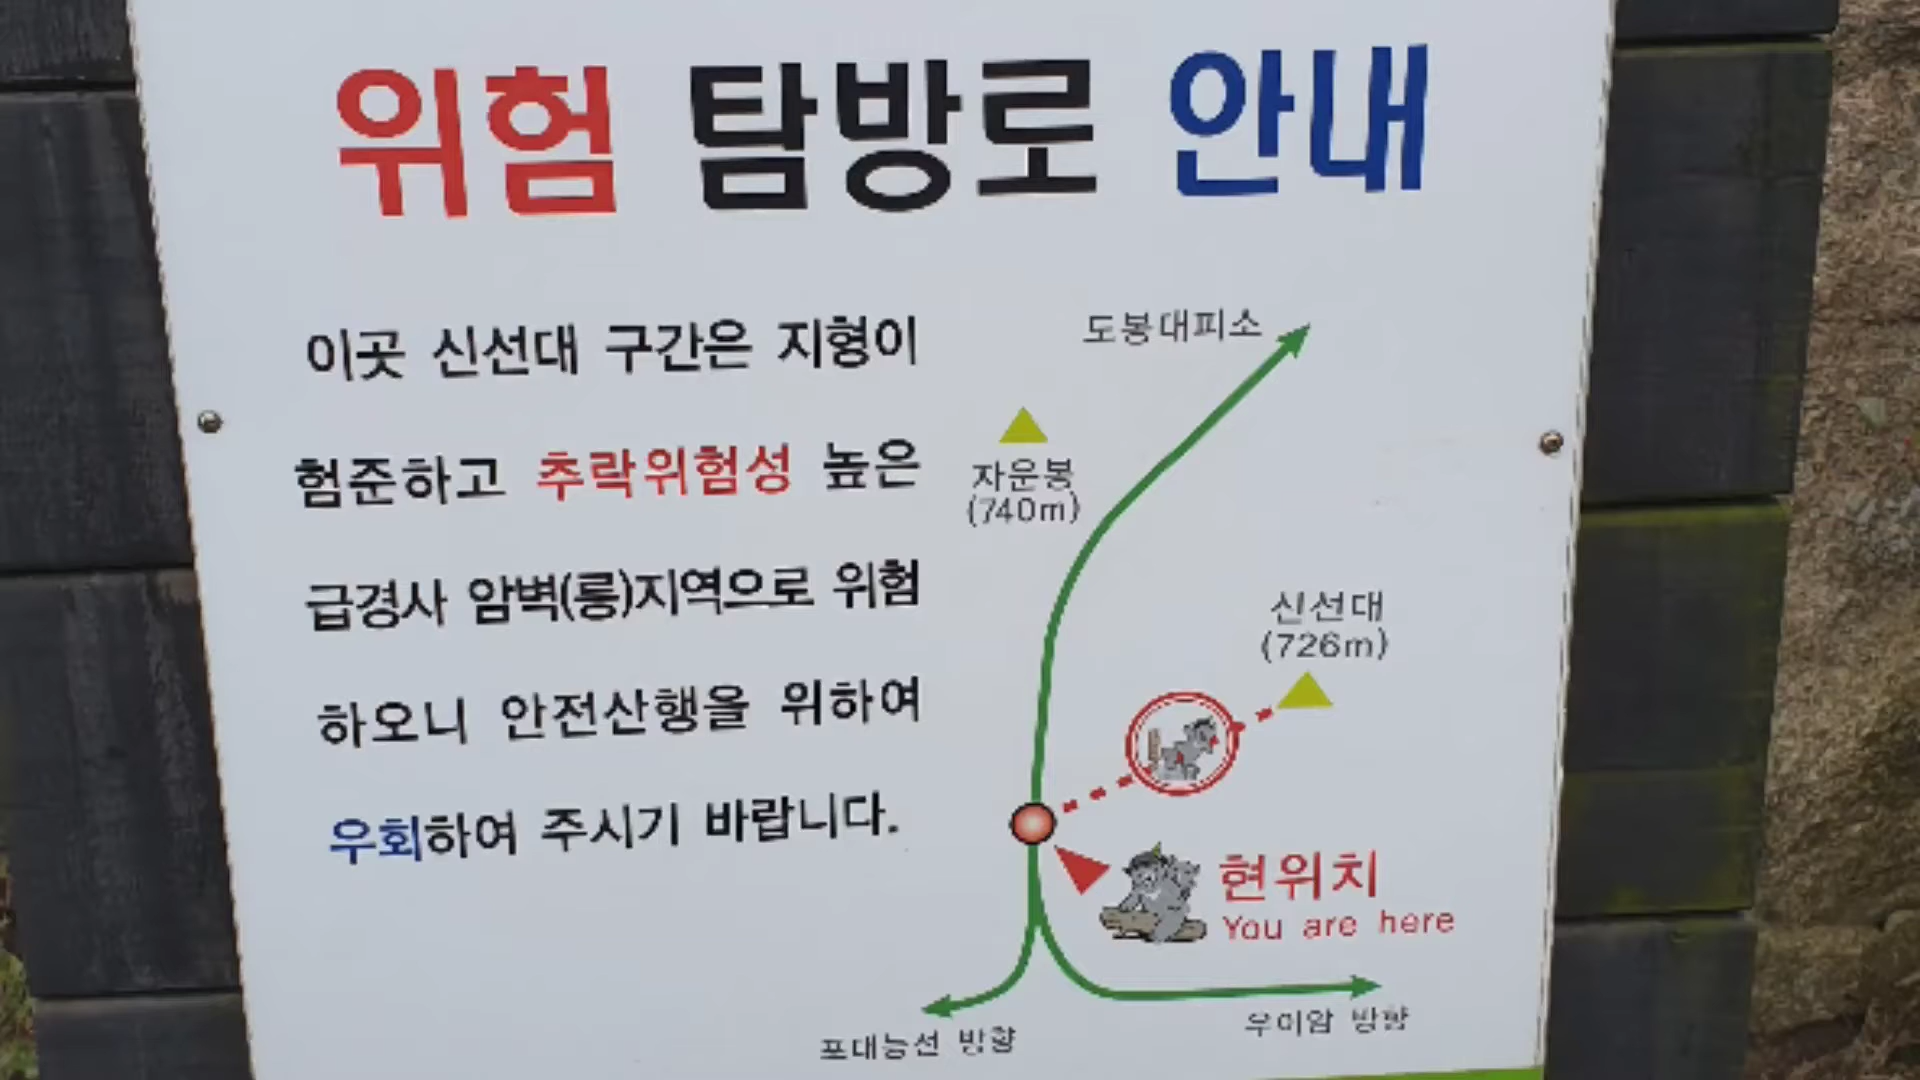 위험 탐방로 안내
이곳 신선대 구간은 지형이
험준하고 추락위험성 높은
급경사 암벽(릉)지역으로 위험
하오니 안전산행을 위하여
우회하여 주시기 바랍니다.
도봉대피소
자운봉
(740m)
신선대
(726m)
현위치
You are here
우이암 방향
포대능선 방향